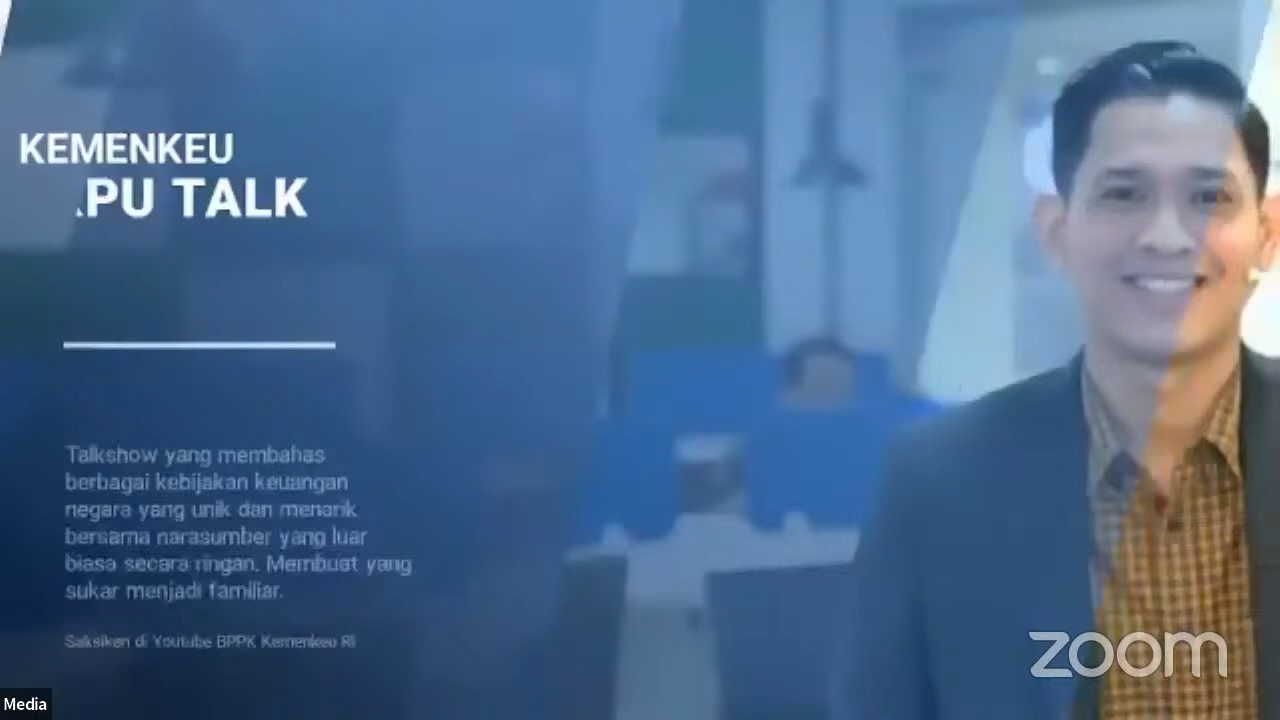 KEMENKEU
PU TALK
Talkshow yang membahas
berbagai kebijakan keuangan
negara yang unik dan menarik
bersama narasumber yang luar
biasa secara ringan. Membuat yang
sukar menjadi familiar.
Saksikan di Youtube BPPK Kemenkeu RI
zoom
Media